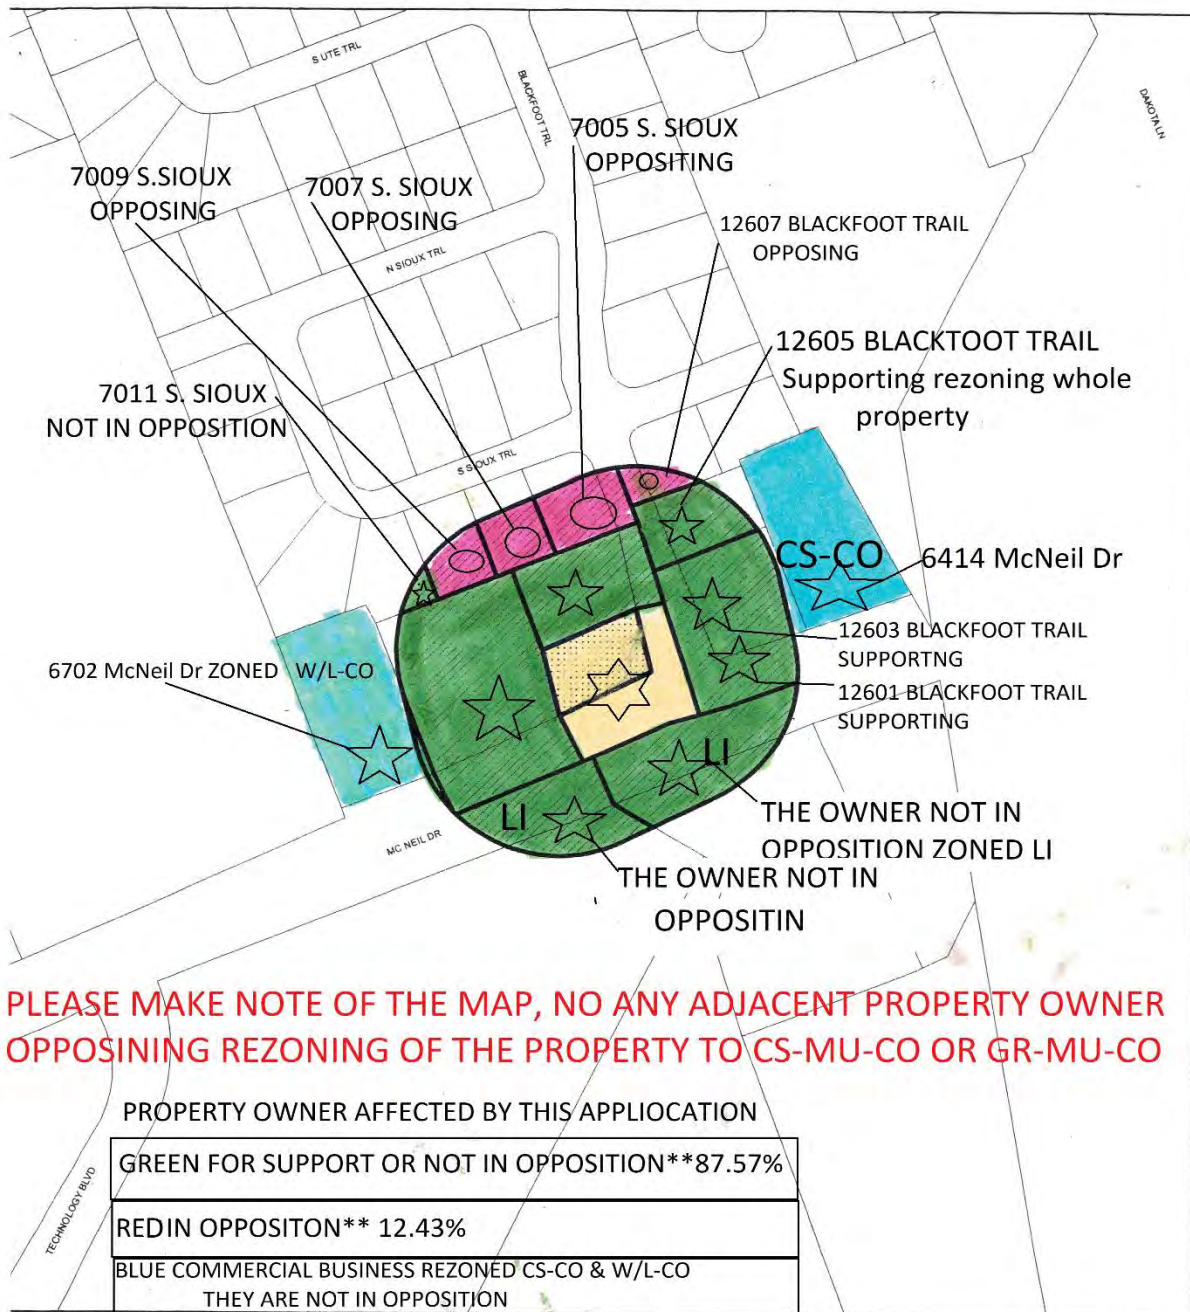 S UTE TRL
BLACKFOOT TRL
DAKOTA LN
7005 S. SIOUX
OPPOSITING
7009 S.SIOUX
OPPOSING
7007 S. SIOUX
OPPOSING
12607 BLACKFOOT TRAIL
OPPOSING
N SIOUX TRL
12605 BLACKTOOT TRAIL
Supporting rezoning whole
property
7011 S. SIOUX
NOT IN OPPOSITION
S SIOUX TRL
CS-CO
6414 McNeil Dr
12603 BLACKFOOT TRAIL
SUPPORTNG
6702 McNeil Dr ZONED W/L-CO
12601 BLACKFOOT TRAIL
SUPPORTING
LI
LI
THE OWNER NOT IN
OPPOSITION ZONED LI
MC NEIL DR
THE OWNER NOT IN
OPPOSITIN
PLEASE MAKE NOTE OF THE MAP, NO ANY ADJACENT PROPERTY OWNER
OPPOSINING REZONING OF THE PROPERTY TO CS-MU-CO OR GR-MU-CO
PROPERTY OWNER AFFECTED BY THIS APPLIOCATION
GREEN FOR SUPPORT OR NOT IN OPPOSITION**87.57%
REDIN OPPOSITON** 12.43%
BLUE COMMERCIAL BUSINESS REZONED CS-CO & W/L-CO
THEY ARE NOT IN OPPOSITION
TECHNOLOGY BLVD